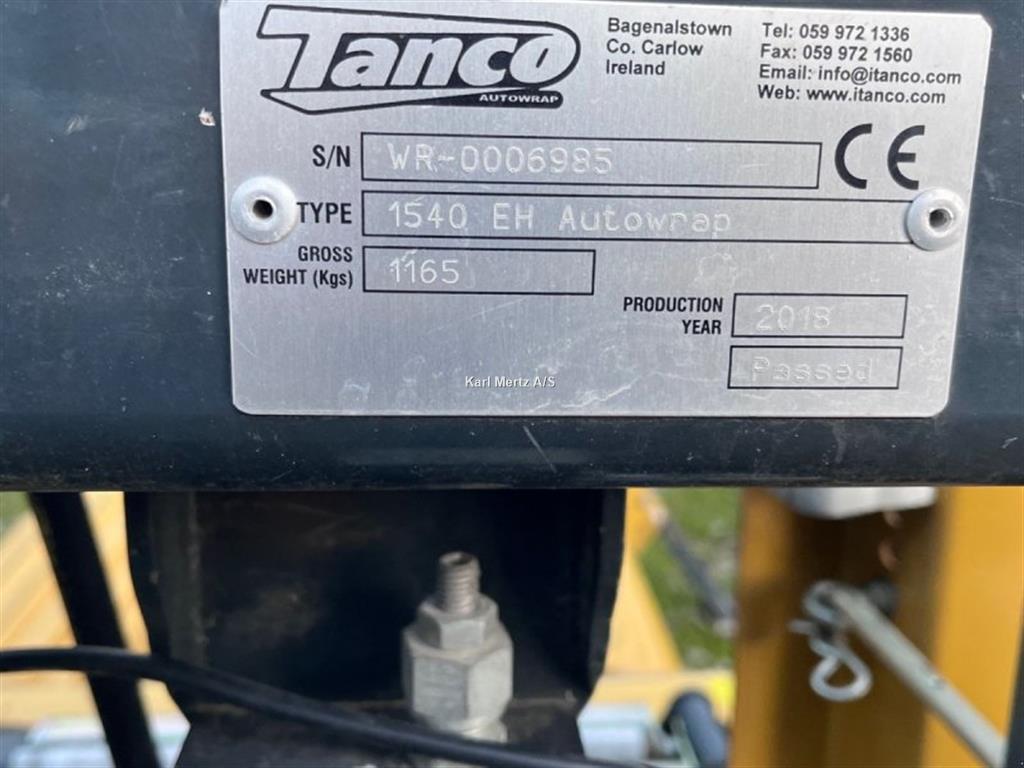 Tanco
AUTOWRAP
Bagenalstown
Co. Carlow
Ireland
Tel: 059 972 1336
Fax: 059 972 1560
Email: info@itanco.com
Web: www.itanco.com
S/N WR-0006985
CE
TYPE 1540 EH Autowrap
GROSS
WEIGHT (Kgs) 1165
PRODUCTION
YEAR 2018
Passed
Karl Mertz A/S